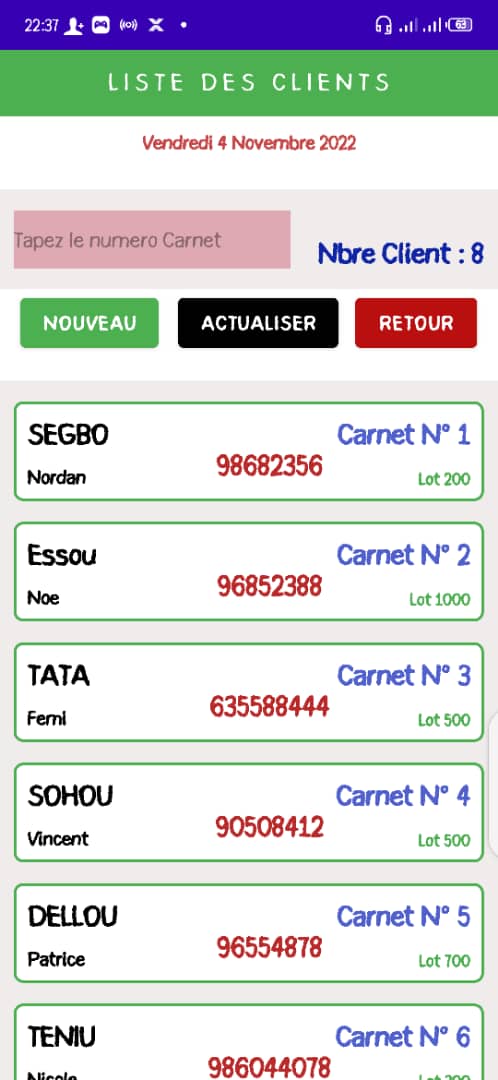 22:37
63
LISTE DES CLIENTS
Vendredi 4 Novembre 2022
Tapez le numero Carnet
Nbre Client : 8
NOUVEAU
ACTUALISER
RETOUR
SEGBO
Carnet N° 1
98682356
Nordan
Lot 200
Essou
Carnet N° 2
96852388
Noe
Lot 1000
TATA
Carnet N° 3
635588444
Femi
Lot 500
SOHOU
Carnet N° 4
90508412
Vincent
Lot 500
DELLOU
Carnet N° 5
96554878
Patrice
Lot 700
TENIU
Carnet N° 6
986044078
Nicole